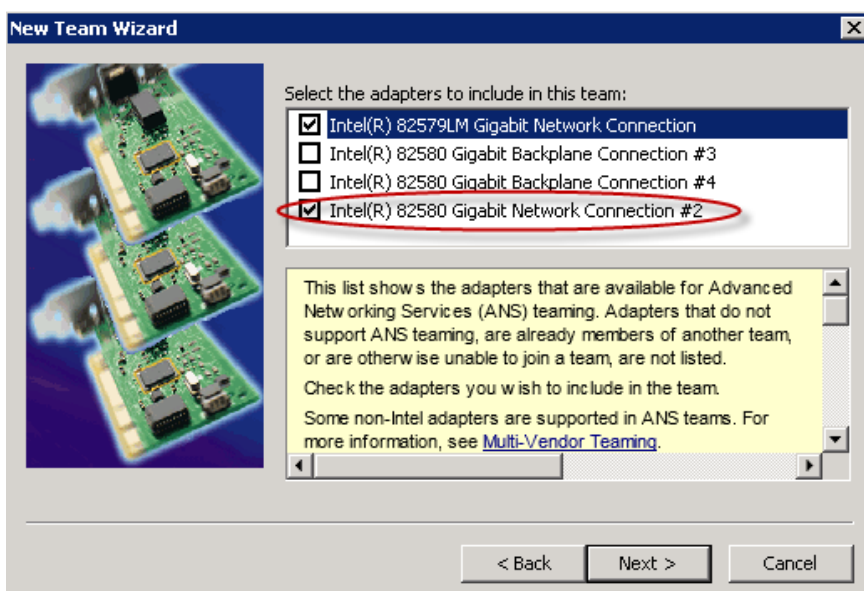 New Team Wizard
Select the adapters to include in this team:
Intel(R) 82579LM Gigabit Network Connection
Intel(R) 82580 Gigabit Backplane Connection #3
Intel(R) 82580 Gigabit Backplane Connection #4
Intel(R) 82580 Gigabit Network Connection #2
This list shows the adapters that are available for Advanced
Networking Services (ANS) teaming. Adapters that do not
support ANS teaming, are already members of another team,
or are otherwise unable to join a team, are not listed.
Check the adapters you wish to include in the team.
Some non-Intel adapters are supported in ANS teams. For
more information, see Multi-Vendor Teaming.
< Back
Next >
Cancel